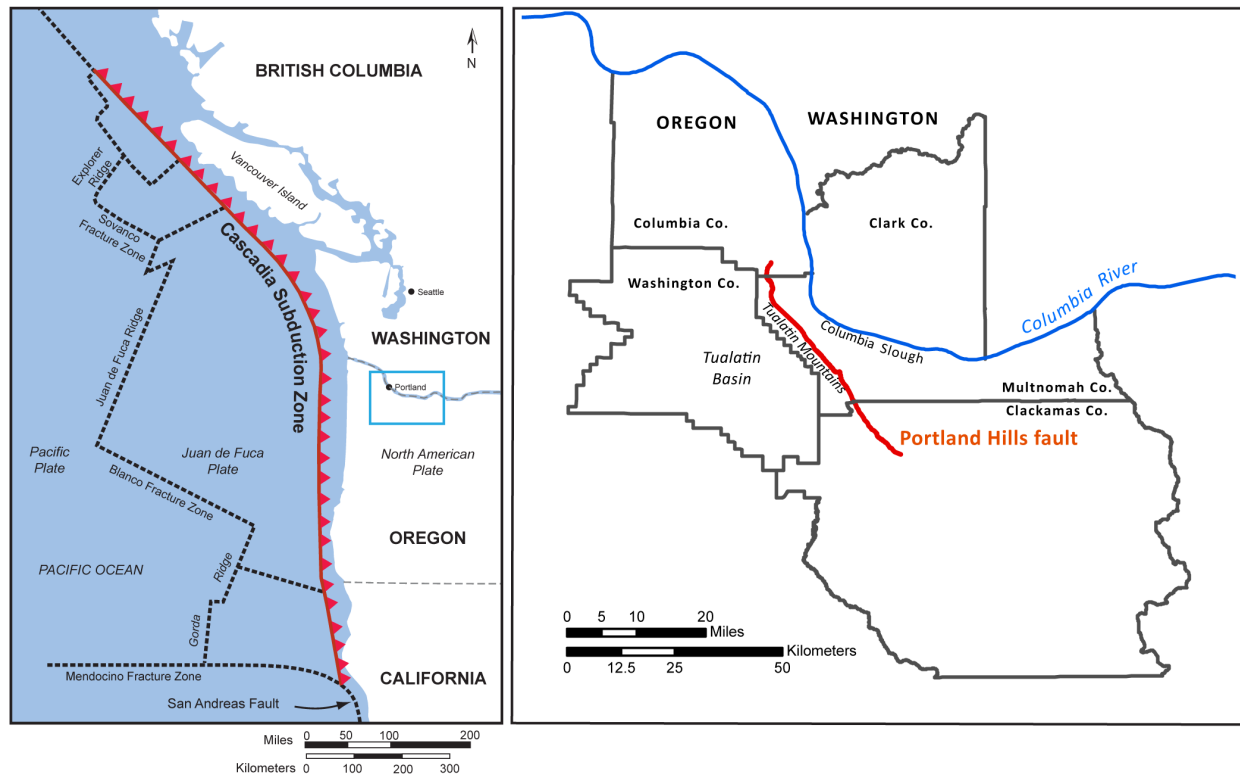 N
BRITISH COLUMBIA
Vancouver Island
Explorer
Ridge
Sovanco
Fracture Zone
Cascadia Subduction Zone
Seattle
WASHINGTON
Portland
Juan de Fuca Ridge
Pacific
Plate
Juan de Fuca
Plate
North American
Plate
Blanco Fracture Zone
OREGON
PACIFIC OCEAN
Ridge
Gorda
Mendocino Fracture Zone
CALIFORNIA
San Andreas Fault
Miles
0 50 100 200
Kilometers
0 100 200 300
OREGON
WASHINGTON
Columbia Co.
Clark Co.
Washington Co.
Columbia River
Tualatin Mountains
Columbia Slough
Tualatin
Basin
Multnomah Co.
Clackamas Co.
Portland Hills fault
0 5 10 20
Miles
Kilometers
0 12.5 25 50